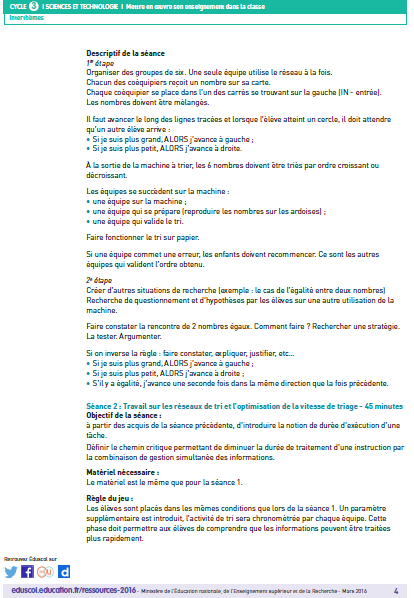 CYCLE 3 I SCIENCES ET TECHNOLOGIE I Mettre en œuvre son enseignement dans la classe
Inter-thèmes
Descriptif de la séance
1re étape
Organiser des groupes de six. Une seule équipe utilise le réseau à la fois.
Chacun des coéquipiers reçoit un nombre sur sa carte.
Chaque coéquipier se place dans l'un des carrés se trouvant sur la gauche (IN - entrée).
Les nombres doivent être mélangés.
Il faut avancer le long des lignes tracées et lorsque l'élève atteint un cercle, il doit attendre
qu'un autre élève arrive :
• Si je suis plus grand, ALORS j'avance à gauche ;
• Si je suis plus petit, ALORS j'avance à droite.
À la sortie de la machine à trier, les 6 nombres doivent être triés par ordre croissant ou
décroissant.
Les équipes se succèdent sur la machine :
• une équipe sur la machine ;
• une équipe qui se prépare (reproduire les nombres sur les ardoises) ;
• une équipe qui valide le tri.
Faire fonctionner le tri sur papier.
Si une équipe commet une erreur, les enfants doivent recommencer. Ce sont les autres
équipes qui valident l'ordre obtenu.
2e étape
Créer d'autres situations de recherche (exemple : le cas de l'égalité entre deux nombres)
Recherche de questionnement et d'hypothèses par les élèves sur une autre utilisation de la
machine.
Faire constater la rencontre de 2 nombres égaux. Comment faire ? Rechercher une stratégie.
La tester. Argumenter.
Si on inverse la règle : faire constater, expliquer, justifier, etc...
• Si je suis plus grand, ALORS j'avance à gauche ;
• Si je suis plus petit, ALORS j'avance à droite ;
• S'il y a égalité, j'avance une seconde fois dans la même direction que la fois précédente.
Séance 2 : Travail sur les réseaux de tri et l'optimisation de la vitesse de triage - 45 minutes
Objectif de la séance :
à partir des acquis de la séance précédente, d'introduire la notion de durée d'exécution d'une
tâche.
Définir le chemin critique permettant de diminuer la durée de traitement d'une instruction par
la combinaison de gestion simultanée des informations.
Matériel nécessaire :
Le matériel est le même que pour la séance 1.
Règle du jeu :
Les élèves sont placés dans les mêmes conditions que lors de la séance 1. Un paramètre
supplémentaire est introduit, l'activité de tri sera chronométrée par chaque équipe. Cette
phase doit permettre aux élèves de comprendre que les informations peuvent être traitées
plus rapidement.
Retrouvez Éduscol sur
eduscol.education.fr/ressources-2016 - Ministère de l'Éducation nationale, de l'Enseignement supérieur et de la Recherche - Mars 2016 4